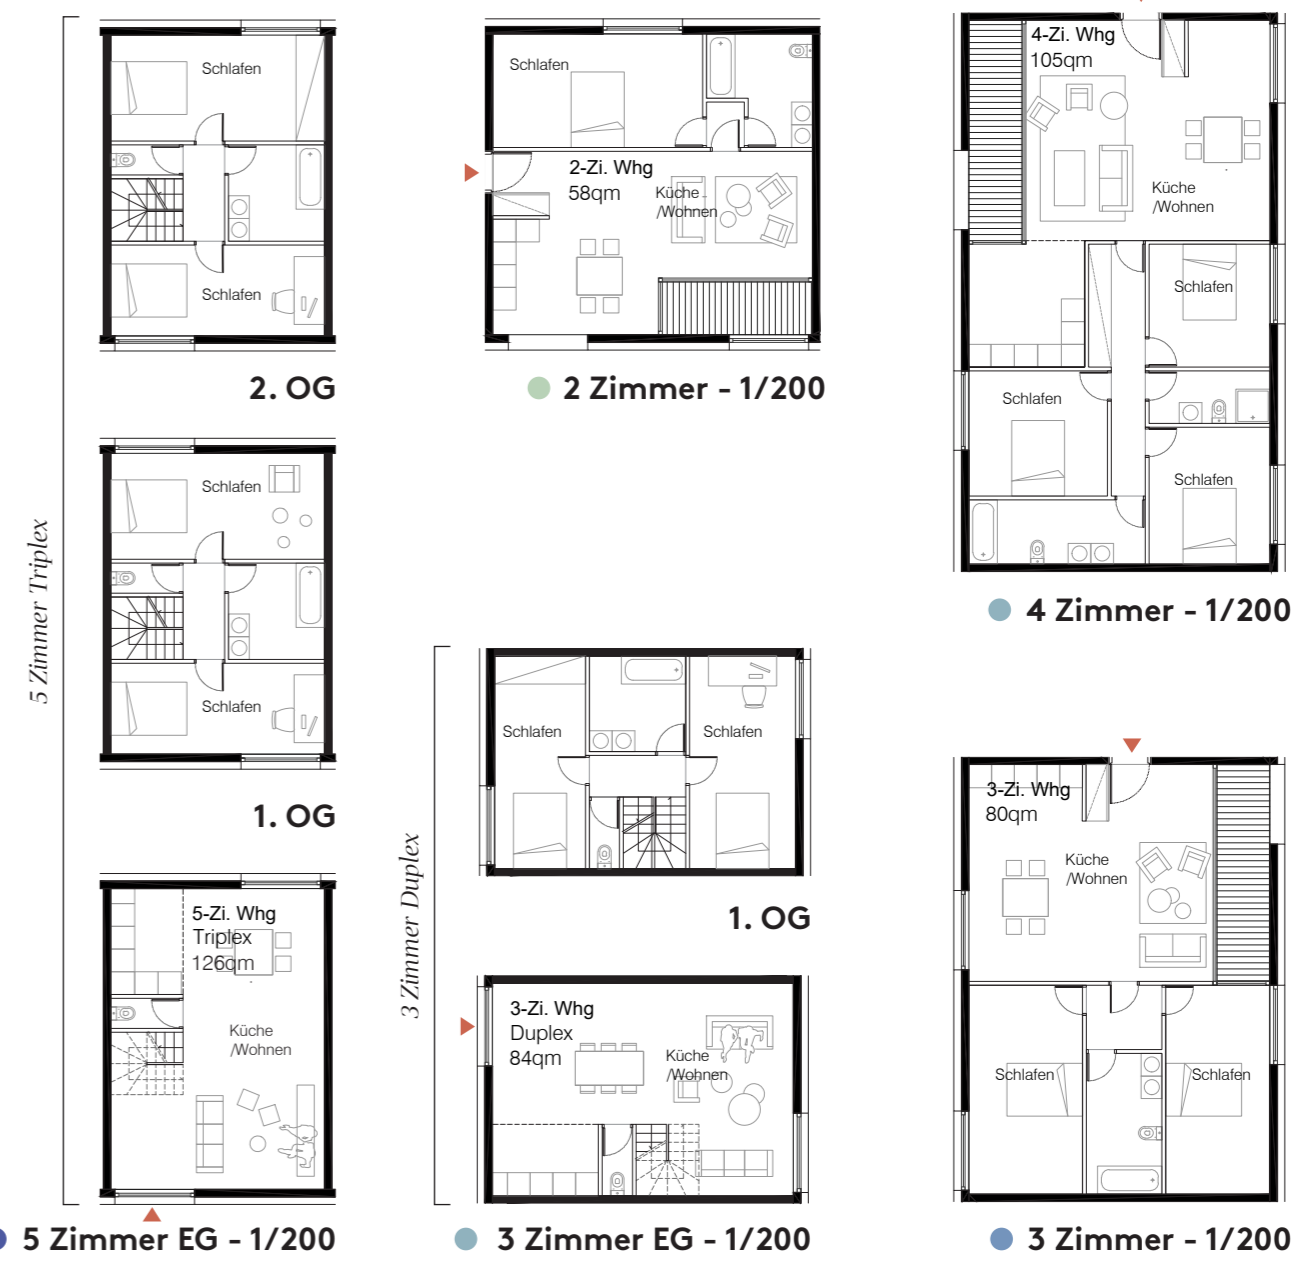 5 Zimmer Triplex
Schlafen
Schlafen
2. OG
Schlafen
Schlafen
1. OG
5-Zi. Whg
Triplex
126qm
Küche
/Wohnen
5 Zimmer EG - 1/200
Schlafen
2-Zi. Whg
58qm
Küche
/Wohnen
2 Zimmer - 1/200
3 Zimmer Duplex
Schlafen
Schlafen
1. OG
3-Zi. Whg
Duplex
84qm
Küche
/Wohnen
3 Zimmer EG - 1/200
4-Zi. Whg
105qm
Küche
/Wohnen
Schlafen
Schlafen
Schlafen
4 Zimmer - 1/200
3-Zi. Whg
80qm
Küche
/Wohnen
Schlafen
Schlafen
3 Zimmer - 1/200